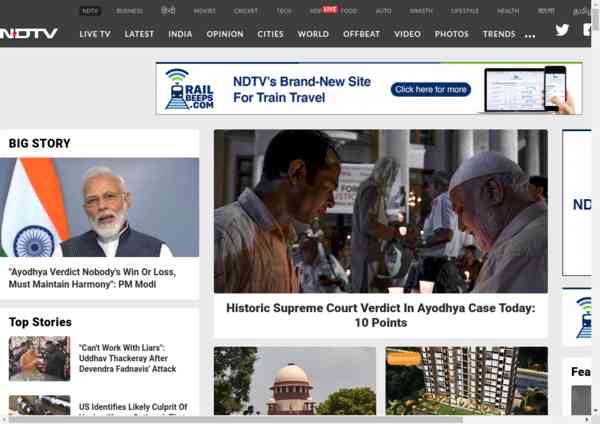 NDTV
BUSINESS
हिन्दी
MOVIES
CRICKET
TECH
LIVE
FOOD
AUTO
SWASTH
LIFESTYLE
HEALTH
বাংলা
NDTV
LIVE TV
LATEST
INDIA
OPINION
CITIES
WORLD
OFFBEAT
VIDEO
PHOTOS
TRENDS
...
RAIL
BEEPS.COM
NDTV's Brand-New Site
For Train Travel
Click here for more
BIG STORY
"Ayodhya Verdict Nobody's Win Or Loss,
Must Maintain Harmony": PM Modi
Historic Supreme Court Verdict In Ayodhya Case Today:
10 Points
Top Stories
"Can't Work With Liars":
Uddhav Thackeray After
Devendra Fadnavis' Attack
US Identifies Likely Culprit Of
Sponsored
ND
Fea